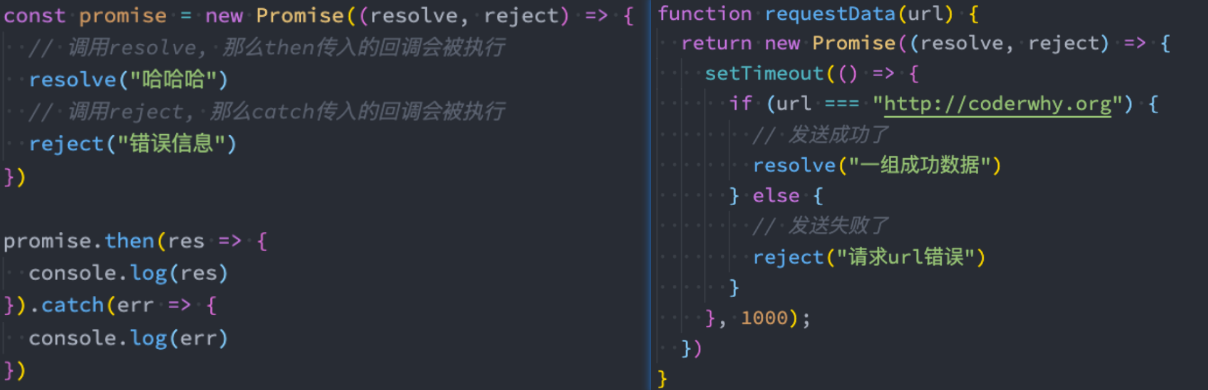 const promise = new Promise((resolve, reject) => {
  // 调用resolve, 那么then传入的回调会被执行
  resolve("哈哈哈")
  // 调用reject, 那么catch传入的回调会被执行
  reject("错误信息")
})

promise.then(res => {
  console.log(res)
}).catch(err => {
  console.log(err)
})

function requestData(url) {
  return new Promise((resolve, reject) => {
    setTimeout(() => {
      if (url === "http://coderwhy.org") {
        // 发送成功了
        resolve("一组成功数据")
      } else {
        // 发送失败了
        reject("请求url错误")
      }
    }, 1000);
  })
}